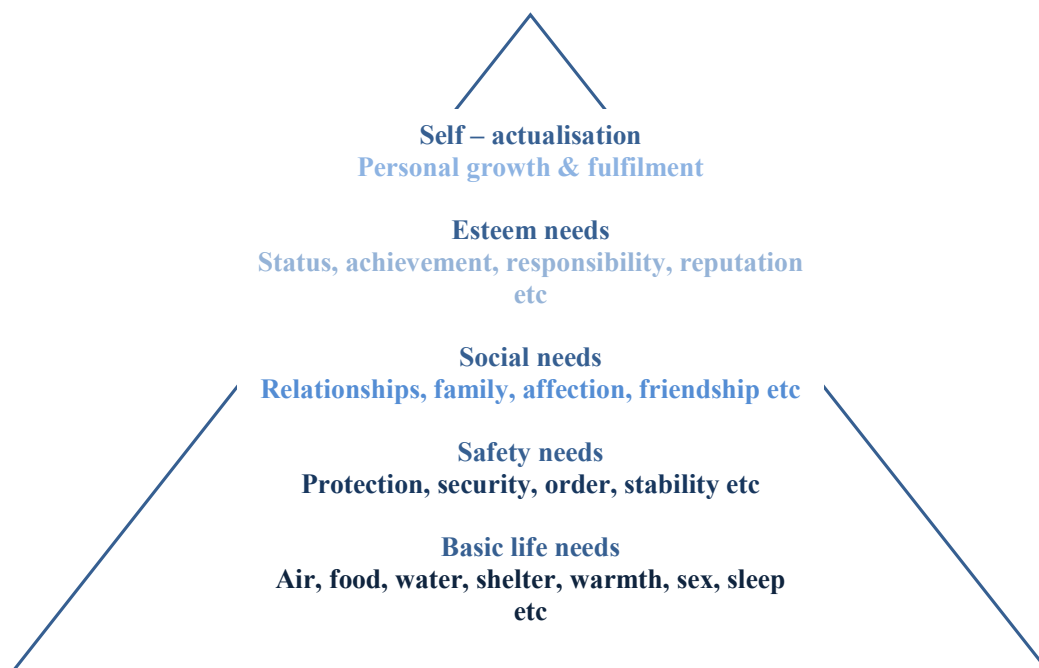 Self – actualisation
Personal growth & fulfilment
Esteem needs
Status, achievement, responsibility, reputation
etc
Social needs
Relationships, family, affection, friendship etc
Safety needs
Protection, security, order, stability etc
Basic life needs
Air, food, water, shelter, warmth, sex, sleep
etc